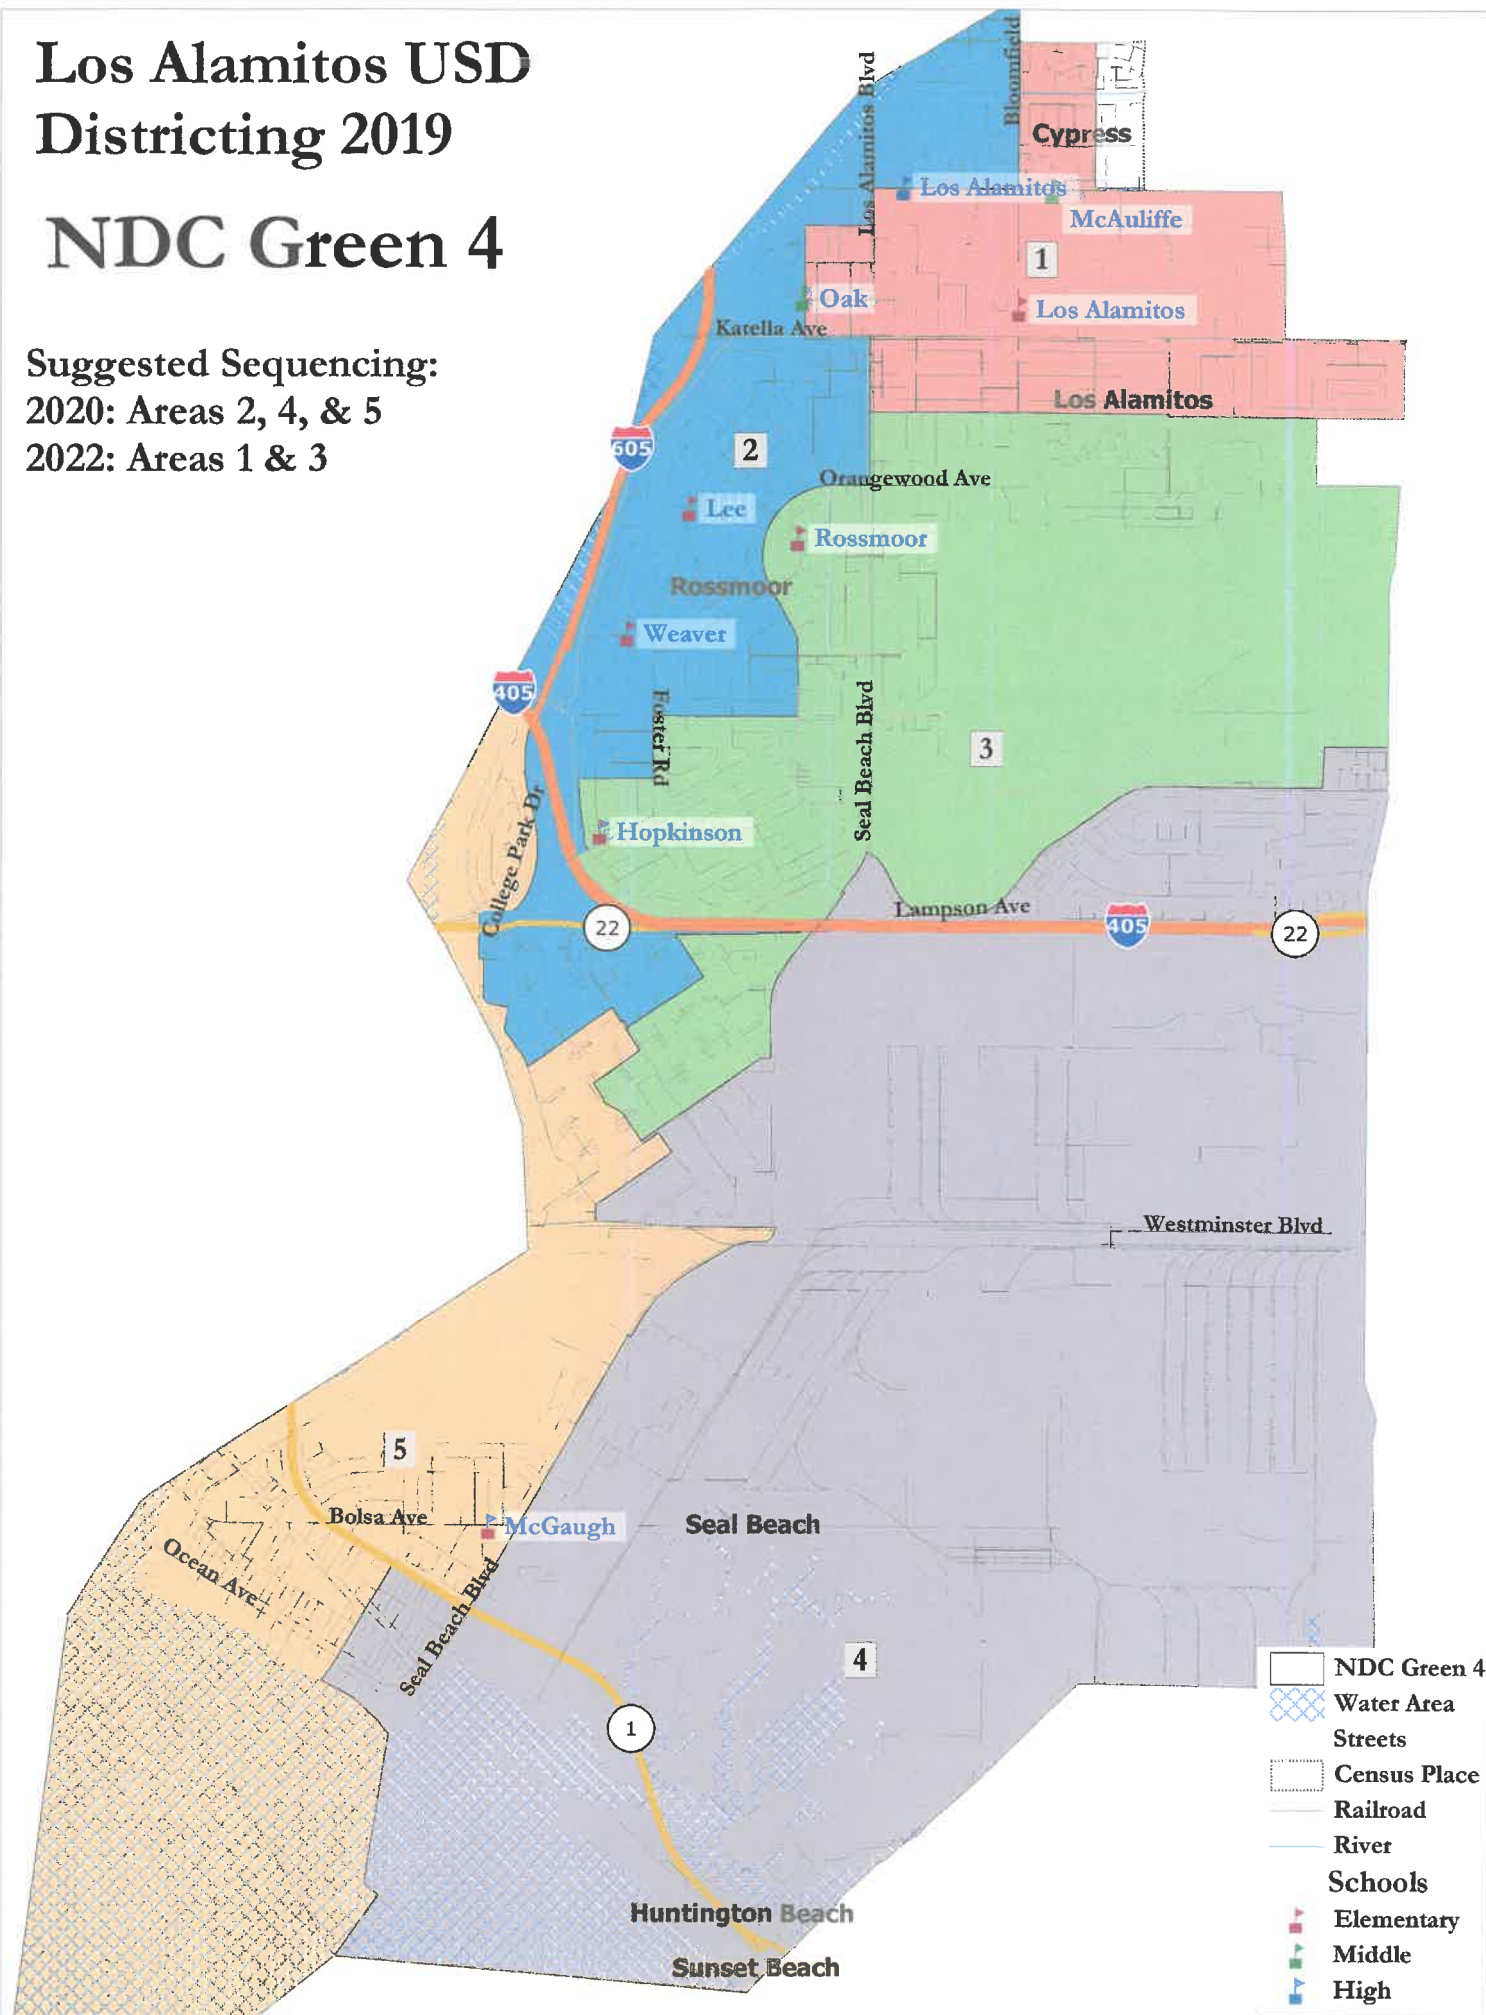 Los Alamitos USD
Districting 2019
NDC Green 4
Suggested Sequencing:
2020: Areas 2, 4, & 5
2022: Areas 1 & 3
Bloomfield
Los Alamitos Blvd
Cypress
Los Alamitos
McAuliffe
1
Oak
Los Alamitos
Katella Ave
Los Alamitos
605
2
Orangewood Ave
Lee
Rossmoor
Rossmoor
Weaver
405
Foster Rd
Seal Beach Blvd
3
College Park Dr
Hopkinson
Lampson Ave
22
405
22
Westminster Blvd
5
Bolsa Ave
McGaugh
Seal Beach
Ocean Ave
Seal Beach Blvd
4
1
Huntington Beach
Sunset Beach
NDC Green 4
Water Area
Streets
Census Place
Railroad
River
Schools
Elementary
Middle
High